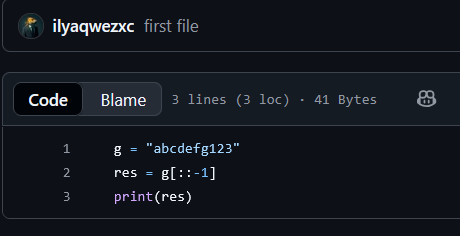 ilyaqwezxc first file
Code Blame 3 lines (3 loc) · 41 Bytes
1 g = "abcdefg123"
2 res = g[::-1]
3 print(res)